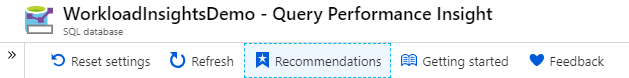 WorkloadInsightsDemo - Query Performance Insight
SQL database
» Reset settings Refresh Recommendations Getting started Feedback